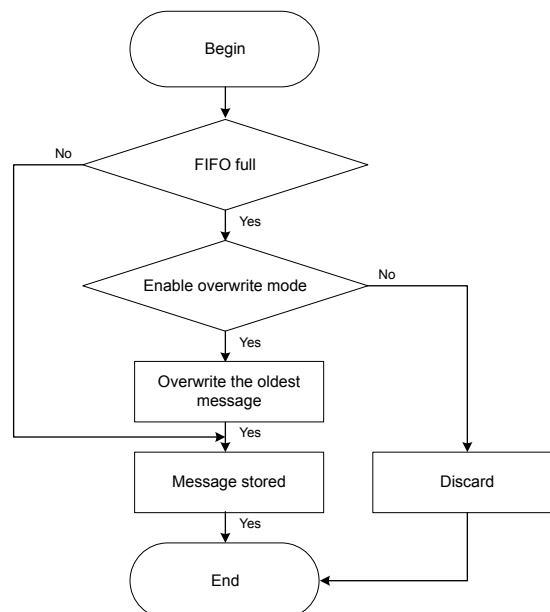 Begin
No
FIFO full
Yes
Enable overwrite mode
No
Yes
Overwrite the oldest
message
Yes
Message stored
Discard
Yes
End